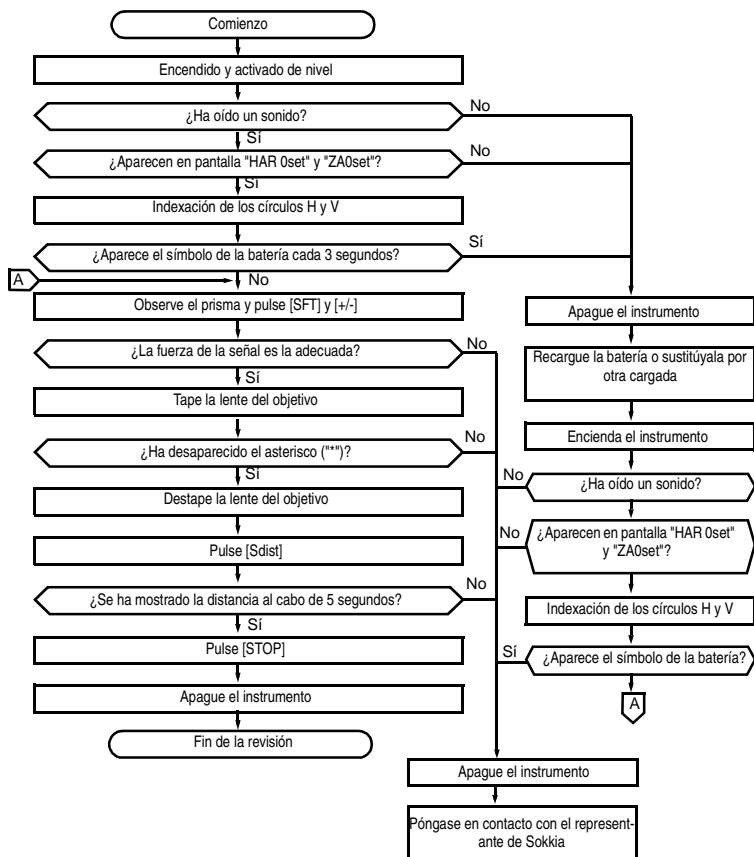 Comienzo
Encendido y activado de nivel
¿Ha oído un sonido?
No
Sí
¿Aparecen en pantalla "HAR 0set" y "ZA0set"?
No
Sí
Indexación de los círculos H y V
¿Aparece el símbolo de la batería cada 3 segundos?
Sí
A
No
Observe el prisma y pulse [SFT] y [+/-]
¿La fuerza de la señal es la adecuada?
No
Sí
Tape la lente del objetivo
¿Ha desaparecido el asterisco ("*")?
No
Sí
Destape la lente del objetivo
Pulse [Sdist]
¿Se ha mostrado la distancia al cabo de 5 segundos?
No
Sí
Pulse [STOP]
Apague el instrumento
Fin de la revisión
Apague el instrumento
Recargue la batería o sustitúyala por
otra cargada
Encienda el instrumento
No
¿Ha oído un sonido?
No
¿Aparecen en pantalla "HAR 0set"
y "ZA0set"?
Indexación de los círculos H y V
Sí
¿Aparece el símbolo de la batería?
A
Apague el instrumento
Póngase en contacto con el represent-
ante de Sokkia